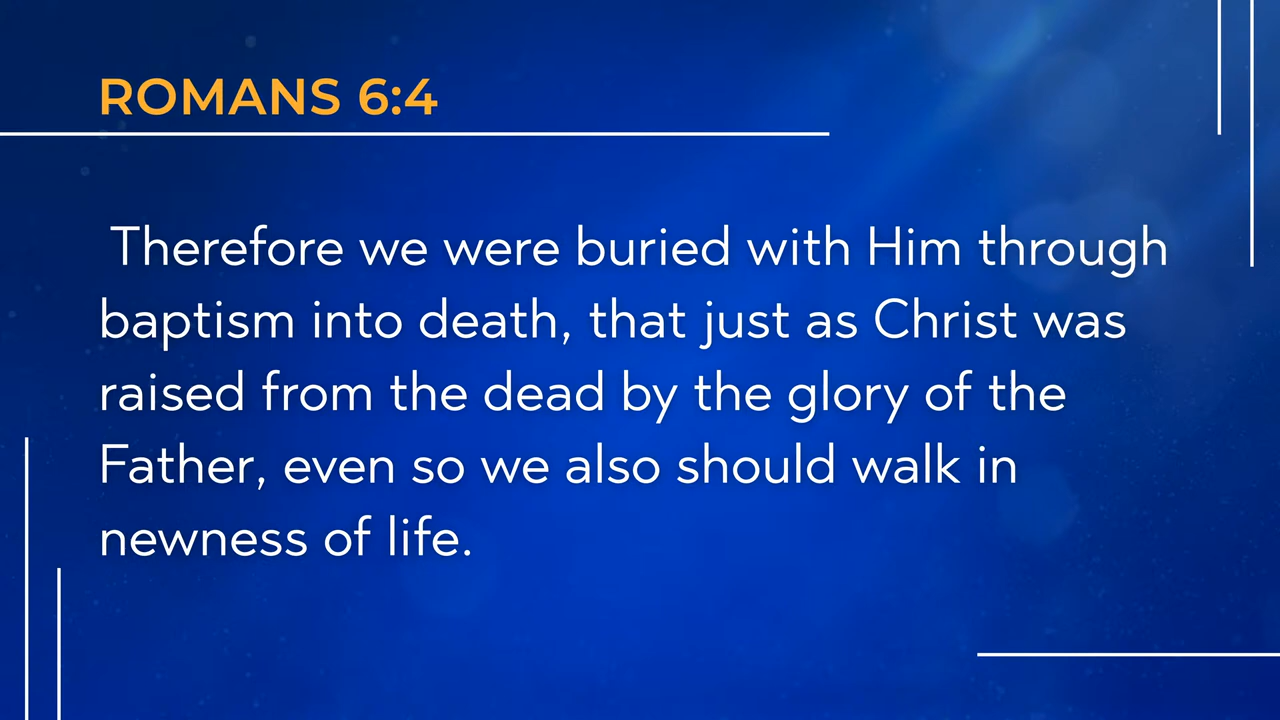 ROMANS 6:4
Therefore we were buried with Him through
baptism into death, that just as Christ was
raised from the dead by the glory of the
Father, even so we also should walk in
newness of life.